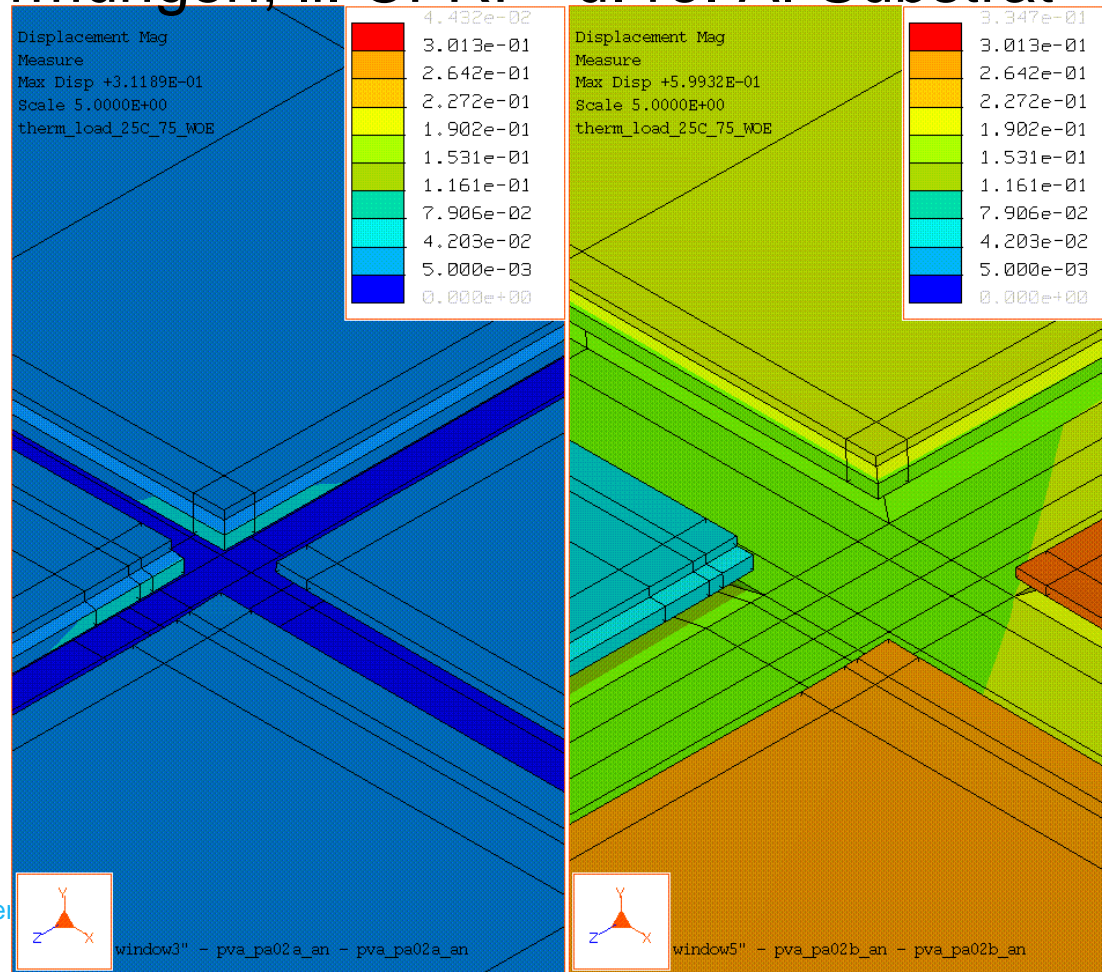 Displacement Mag
Measure
Max Disp +3.1189E-01
Scale 5.0000E+00
therm_load_25C_75_WOE
4.432e-02
3.013e-01
2.642e-01
2.272e-01
1.902e-01
1.531e-01
1.161e-01
7.906e-02
4.203e-02
5.000e-03
0.000e+00
Y
Z
X
window3" - pva_pa02a_an - pva_pa02a_an
Displacement Mag
Measure
Max Disp +5.9932E-01
Scale 5.0000E+00
therm_load_25C_75_WOE
3.347e-01
3.013e-01
2.642e-01
2.272e-01
1.902e-01
1.531e-01
1.161e-01
7.906e-02
4.203e-02
5.000e-03
0.000e+00
Y
Z
X
window5" - pva_pa02b_an - pva_pa02b_an